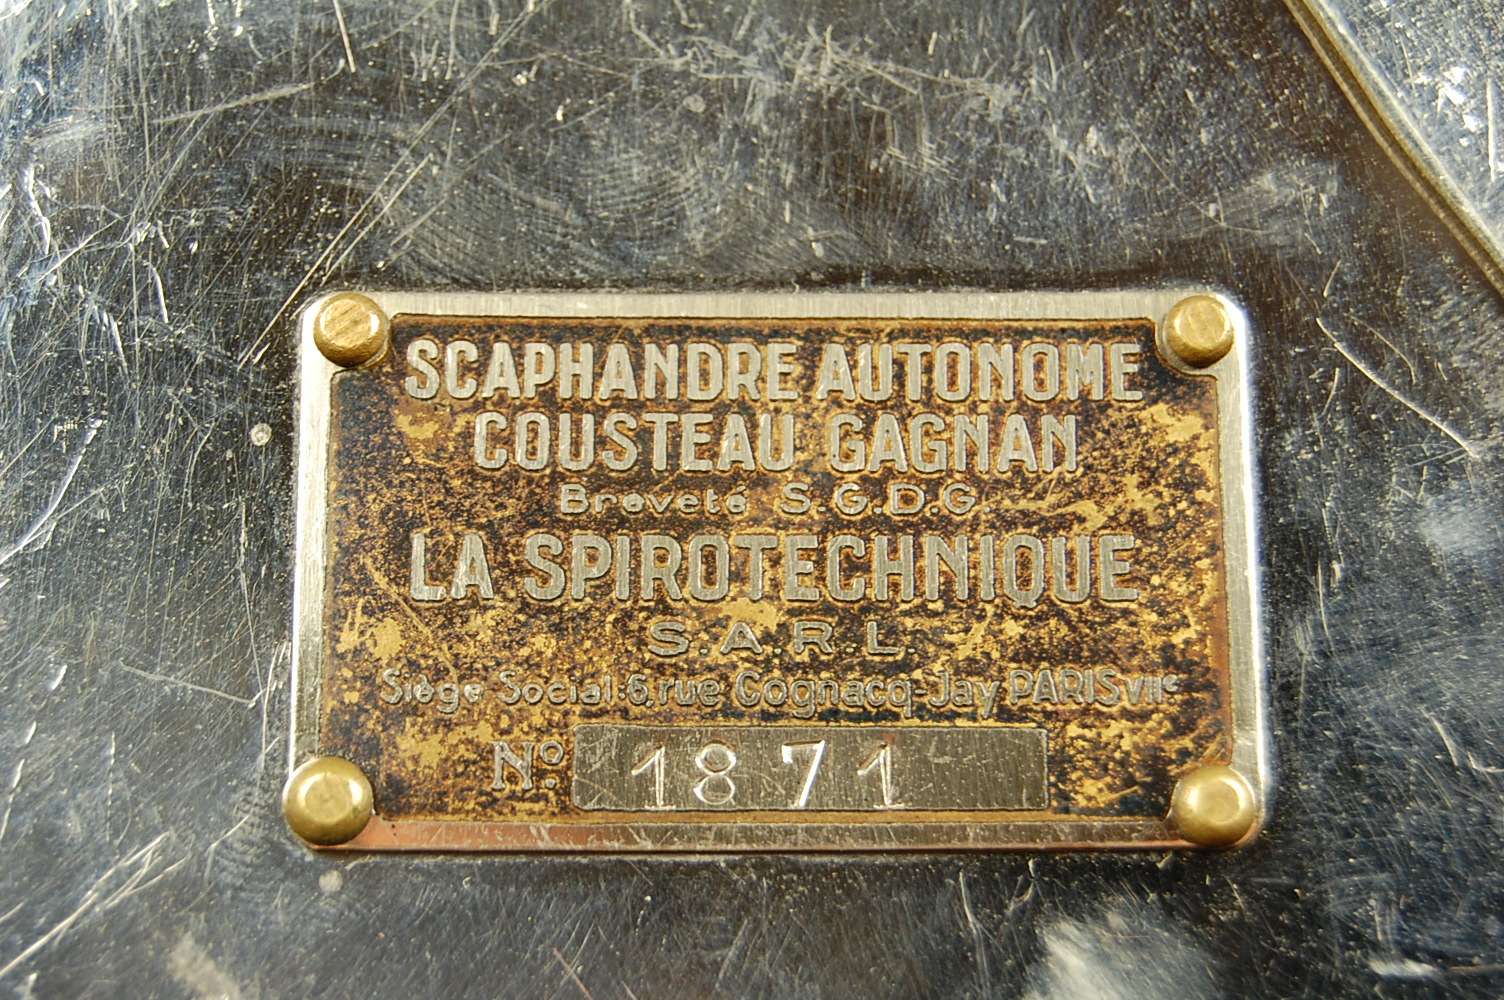 SCAPHANDRE AUTONOME
COUSTEAU GAGNAN
Breveté S.G.D.G.
LA SPIROTECHNIQUE
S.A.R.L.
Siège Social: 6, rue Cognacq-Jay PARIS VIIe
No. 1871